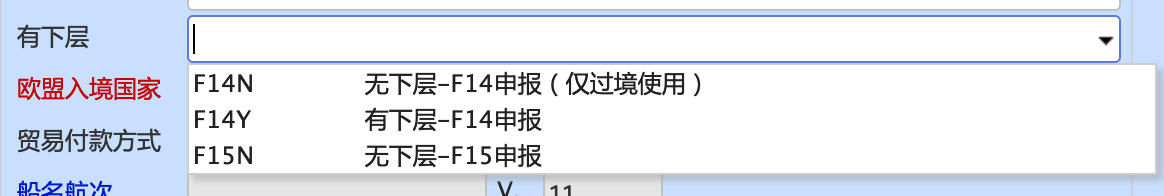 有下层
F14N 无下层-F14申报（仅过境使用）
欧盟入境国家
F14Y 有下层-F14申报
贸易付款方式
F15N 无下层-F15申报
船名航次 V. 11